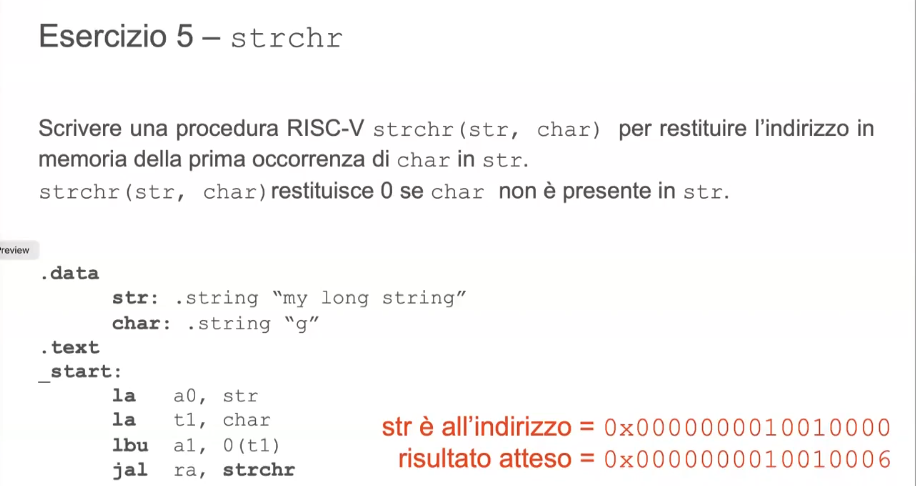 Esercizio 5 – strchr
Scrivere una procedura RISC-V strchr(str, char) per restituire l'indirizzo in
memoria della prima occorrenza di char in str.
strchr(str, char)restituisce 0 se char non è presente in str.
Preview
.data
str: .string “my long string”
char: .string “g”
.text
_start:
la a0, str
la t1, char
lbu a1, 0(t1)
jal ra, strchr
str è all'indirizzo = 0x0000000010010000
risultato atteso = 0x0000000010010006